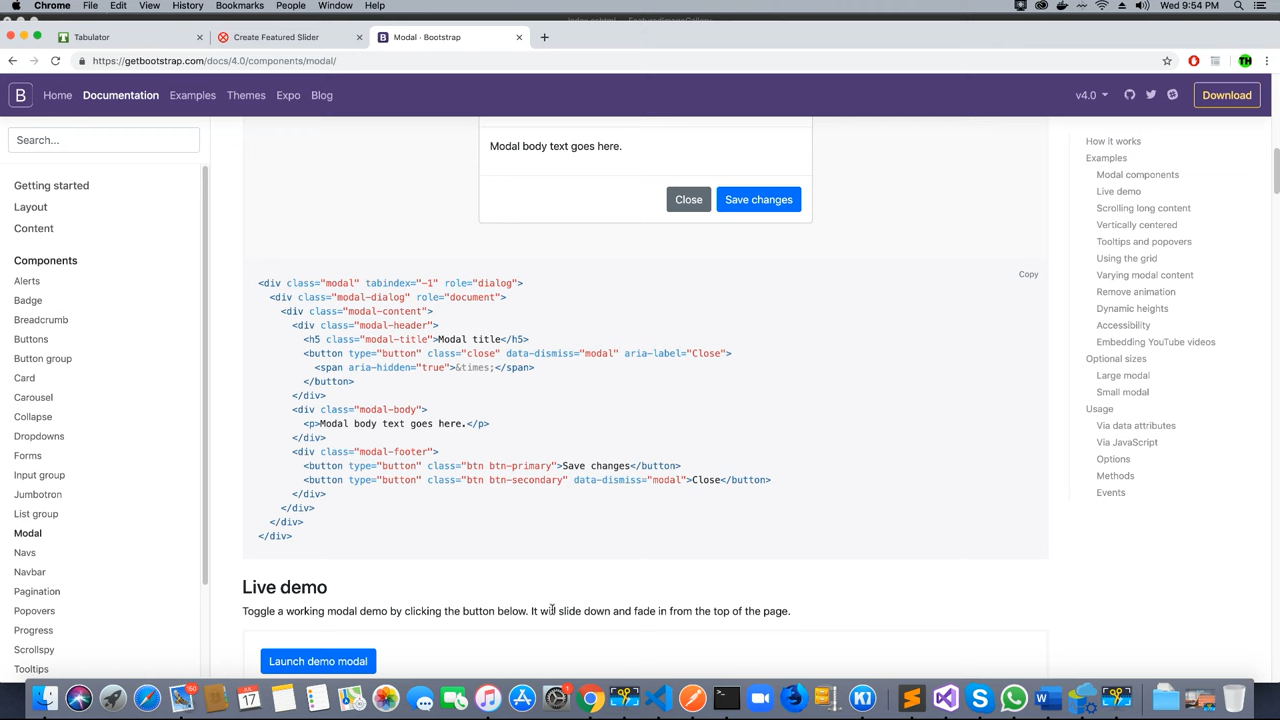 Chrome File Edit View History Bookmarks People Window Help
Wed 9:54 PM
Tabulator
Create Featured Slider
B Modal · Bootstrap
https://getbootstrap.com/docs/4.0/components/modal/
TH
B Home Documentation Examples Themes Expo Blog
v4.0
Download
Search...
Getting started
Layout
Content
Components
Alerts
Badge
Breadcrumb
Buttons
Button group
Card
Carousel
Collapse
Dropdowns
Forms
Input group
Jumbotron
List group
Modal
Navs
Navbar
Pagination
Popovers
Progress
Scrollspy
Tooltips
Modal body text goes here.
Close Save changes
Copy
<div class="modal" tabindex="-1" role="dialog">
<div class="modal-dialog" role="document">
<div class="modal-content">
<div class="modal-header">
<h5 class="modal-title">Modal title</h5>
<button type="button" class="close" data-dismiss="modal" aria-label="Close">
<span aria-hidden="true">&times;</span>
</button>
</div>
<div class="modal-body">
<p>Modal body text goes here.</p>
</div>
<div class="modal-footer">
<button type="button" class="btn btn-primary">Save changes</button>
<button type="button" class="btn btn-secondary" data-dismiss="modal">Close</button>
</div>
</div>
</div>
</div>
Live demo
Toggle a working modal demo by clicking the button below. It will slide down and fade in from the top of the page.
Launch demo modal
How it works
Examples
Modal components
Live demo
Scrolling long content
Vertically centered
Tooltips and popovers
Using the grid
Varying modal content
Remove animation
Dynamic heights
Accessibility
Embedding YouTube videos
Optional sizes
Large modal
Small modal
Usage
Via data attributes
Via JavaScript
Options
Methods
Events